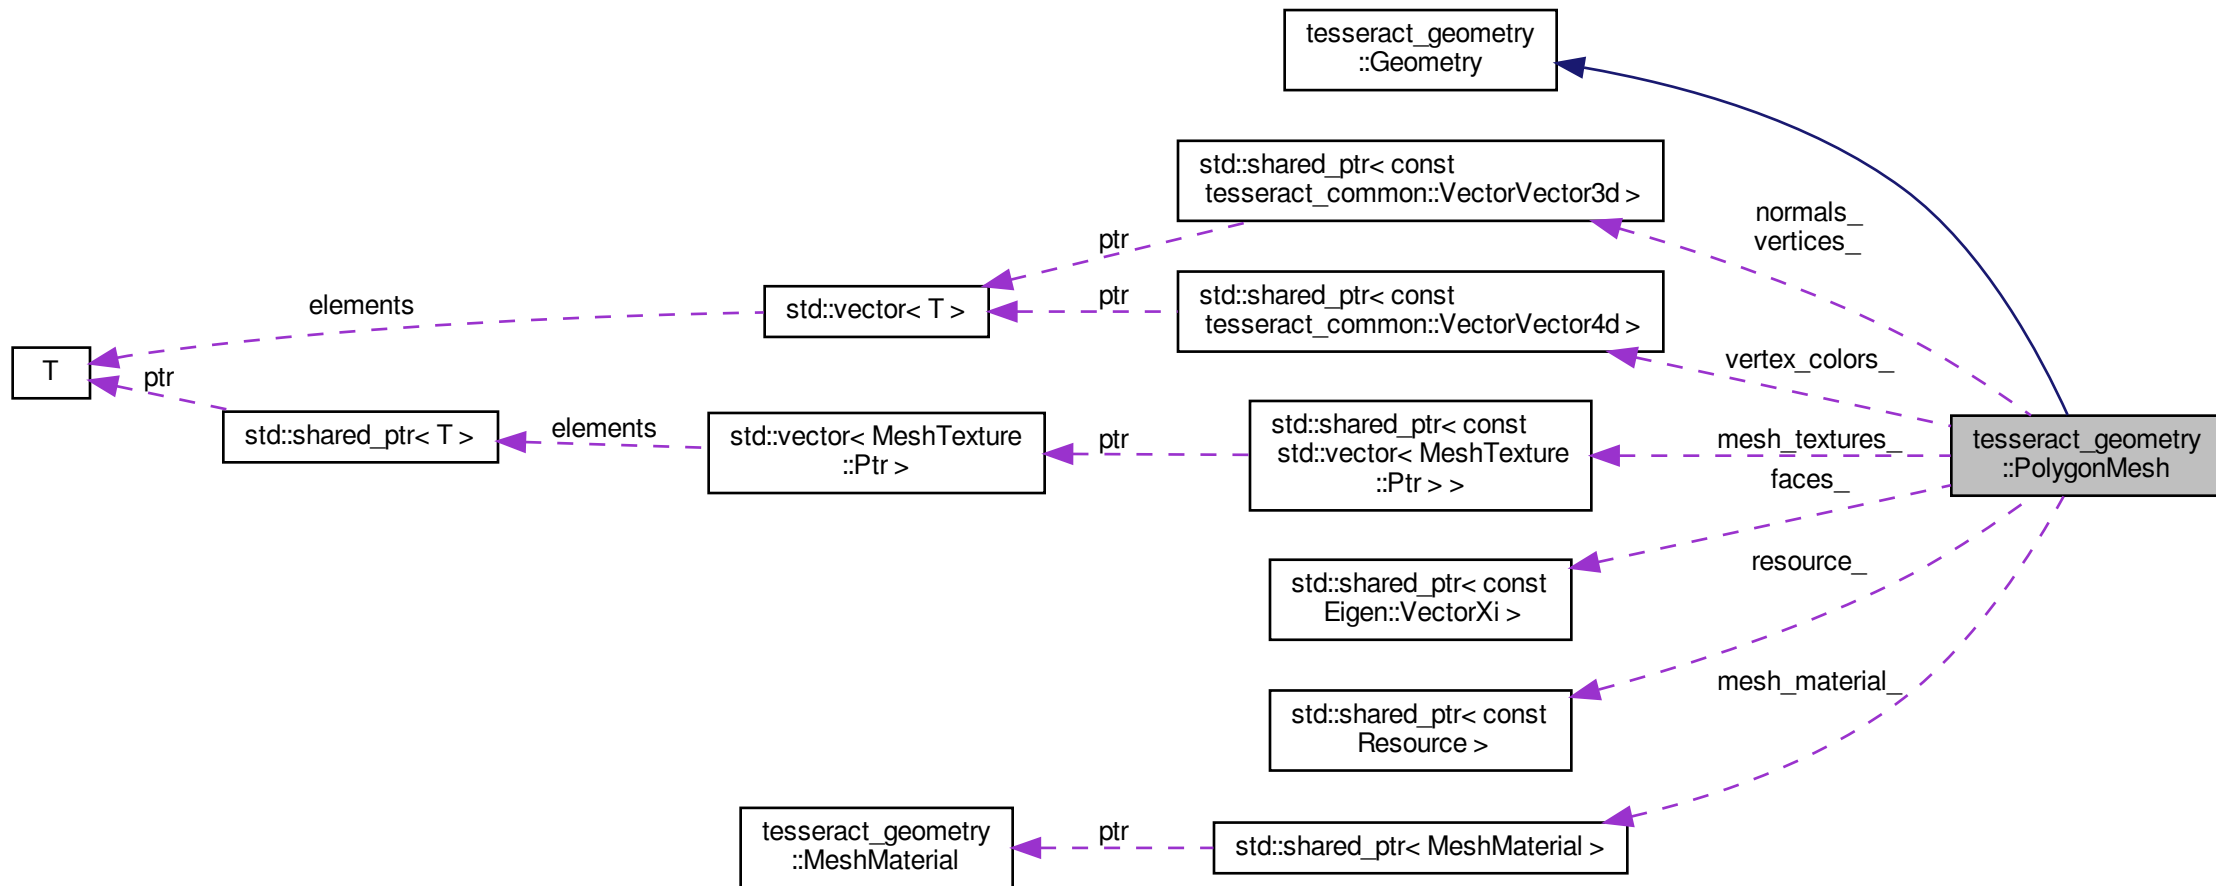 tesseract_geometry
::Geometry
std::shared_ptr< const
tesseract_common::VectorVector3d >
normals_
vertices_
ptr
std::shared_ptr< const
tesseract_common::VectorVector4d >
ptr
std::vector< T >
elements
vertex_colors_
T
ptr
std::shared_ptr< T >
elements
std::vector< MeshTexture
::Ptr >
ptr
std::shared_ptr< const
std::vector< MeshTexture
::Ptr > >
mesh_textures_
tesseract_geometry
::PolygonMesh
faces_
std::shared_ptr< const
Eigen::VectorXi >
resource_
std::shared_ptr< const
Resource >
mesh_material_
tesseract_geometry
::MeshMaterial
ptr
std::shared_ptr< MeshMaterial >